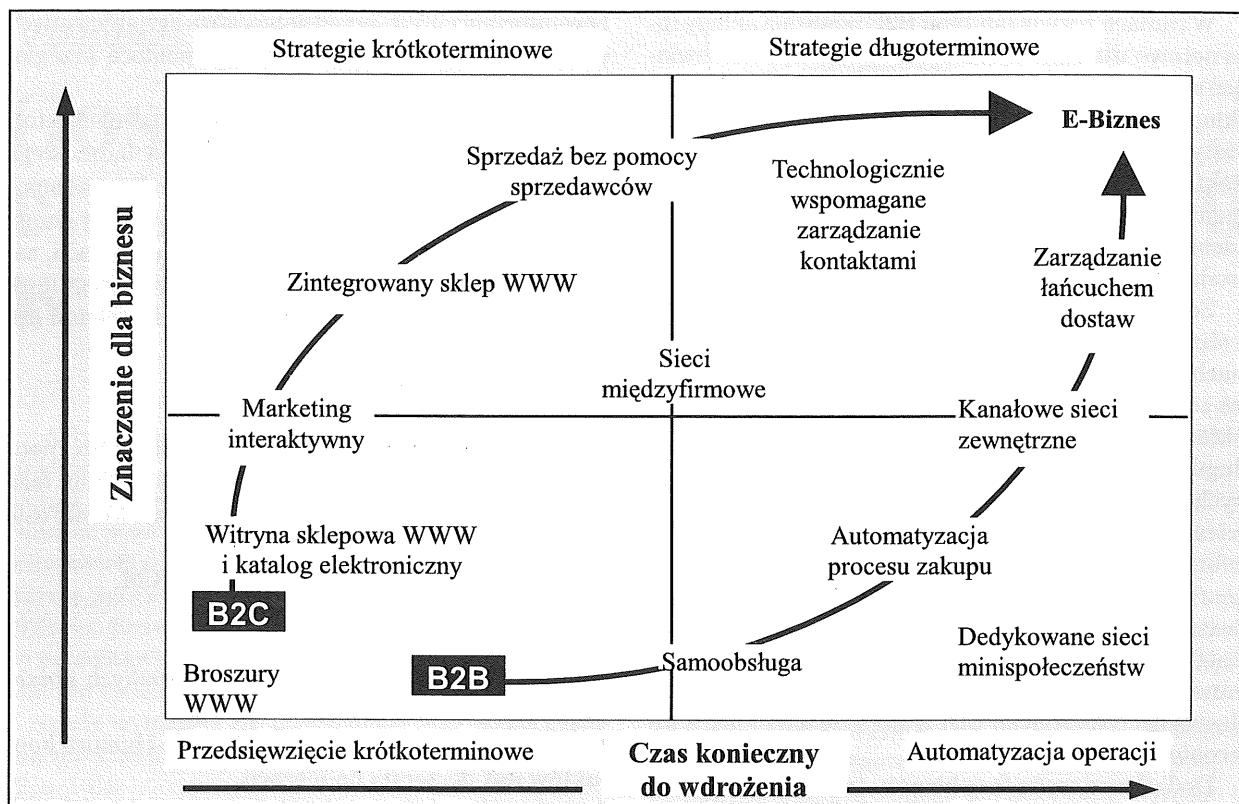 Strategie krótkoterminowe
Strategie długoterminowe
E-Biznes
Sprzedaż bez pomocy
sprzedawców
Technologicznie
wspomagane
zarządzanie
kontaktami
Zarządzanie
łańcuchem
dostaw
Zintegrowany sklep WWW
Znaczenie dla biznesu
Sieci
międzyfirmowe
Marketing
interaktywny
Kanałowe sieci
zewnętrzne
Witryna sklepowa WWW
i katalog elektroniczny
Automatyzacja
procesu zakupu
B2C
Broszury
WWW
B2B
Samoobsługa
Dedykowane sieci
minispołeczeństw
Przedsięwzięcie krótkoterminowe
Czas konieczny
do wdrożenia
Automatyzacja operacji